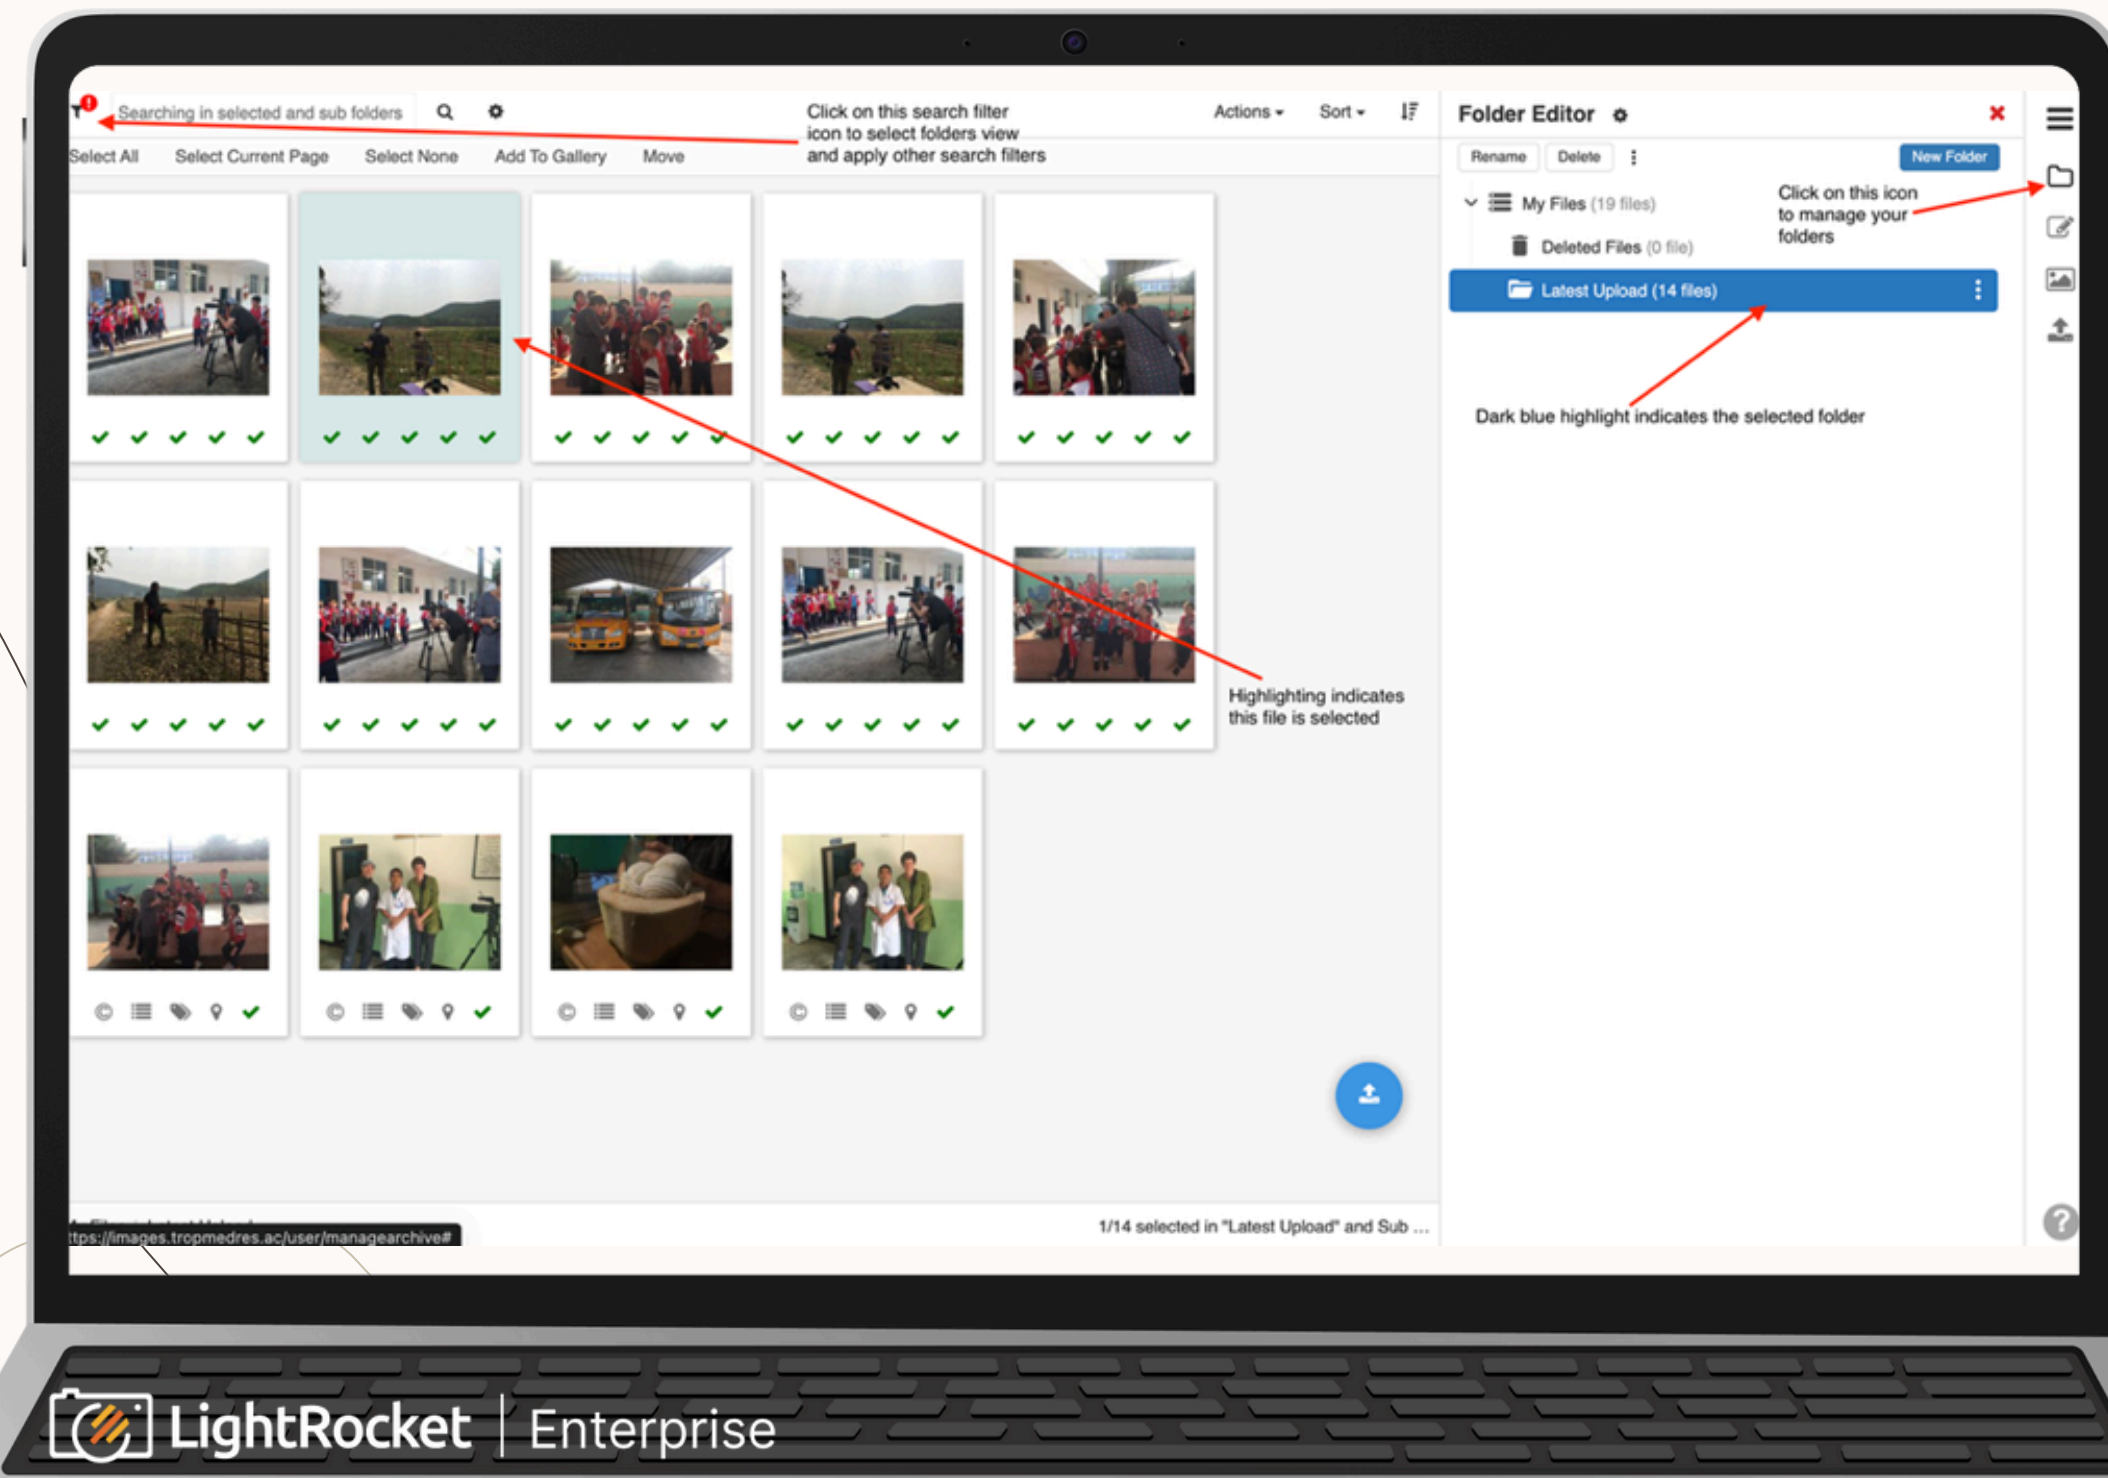 Searching in selected and sub folders
Click on this search filter
icon to select folders view
and apply other search filters
Actions
Sort
Select All
Select Current Page
Select None
Add To Gallery
Move
Folder Editor
Rename
Delete
New Folder
My Files (19 files)
Click on this icon
to manage your
folders
Deleted Files (0 file)
Latest Upload (14 files)
Dark blue highlight indicates the selected folder
Highlighting indicates
this file is selected
1/14 selected in "Latest Upload" and Sub ...
ttps://images.tropmedres.ac/user/managearchive#
LightRocket | Enterprise